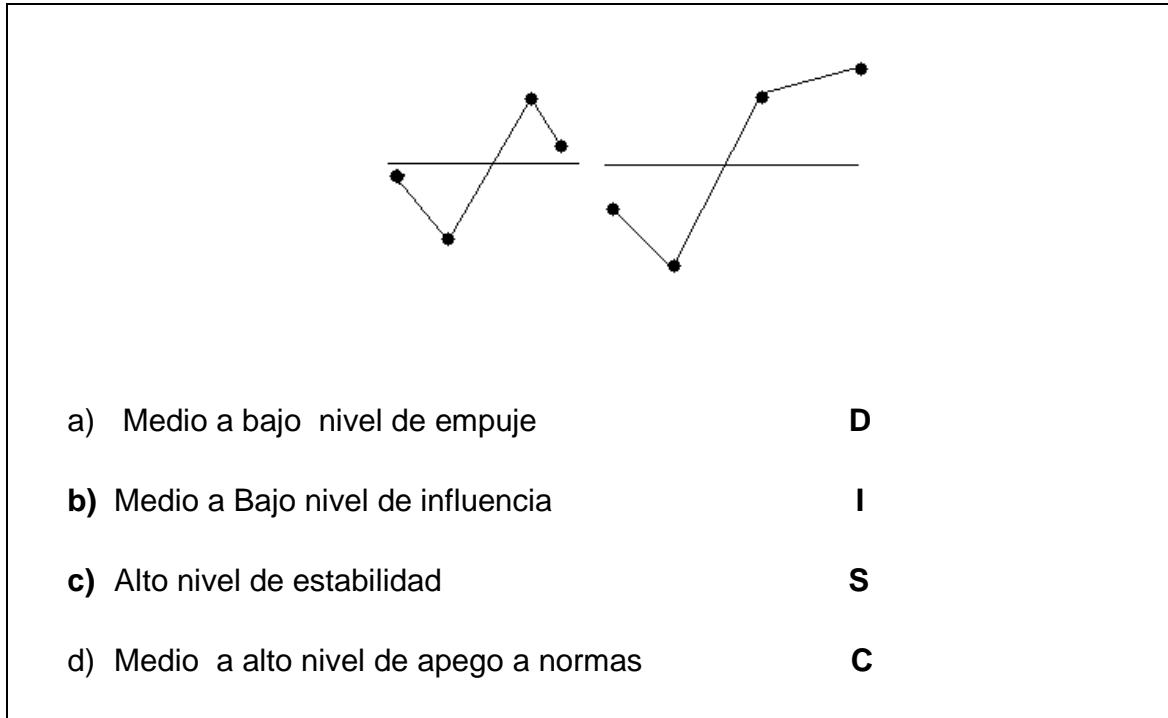 a) Medio a bajo nivel de empuje D
b) Medio a Bajo nivel de influencia I
c) Alto nivel de estabilidad S
d) Medio a alto nivel de apego a normas C